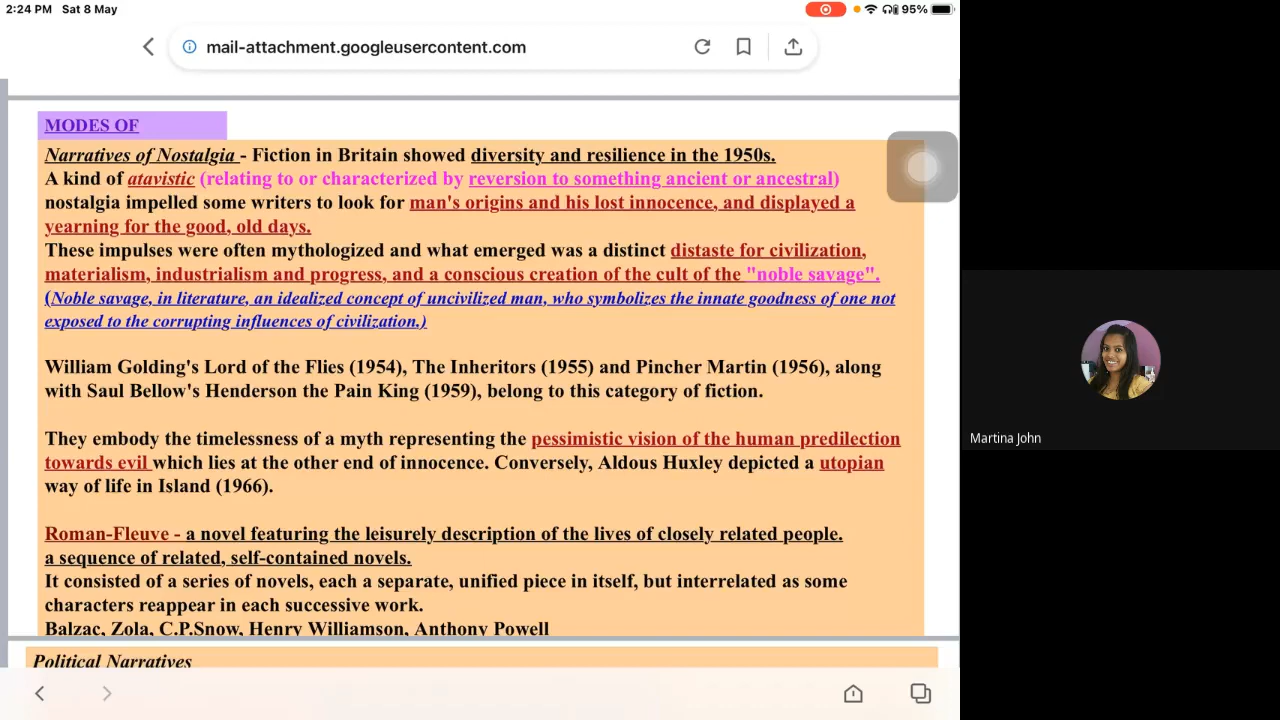 2:24 PM Sat 8 May 95%
mail-attachment.googleusercontent.com
MODES OF
Narratives of Nostalgia - Fiction in Britain showed diversity and resilience in the 1950s.
A kind of atavistic (relating to or characterized by reversion to something ancient or ancestral)
nostalgia impelled some writers to look for man's origins and his lost innocence, and displayed a
yearning for the good, old days.
These impulses were often mythologized and what emerged was a distinct distaste for civilization,
materialism, industrialism and progress, and a conscious creation of the cult of the "noble savage".
(Noble savage, in literature, an idealized concept of uncivilized man, who symbolizes the innate goodness of one not
exposed to the corrupting influences of civilization.)
William Golding's Lord of the Flies (1954), The Inheritors (1955) and Pincher Martin (1956), along
with Saul Bellow's Henderson the Pain King (1959), belong to this category of fiction.
They embody the timelessness of a myth representing the pessimistic vision of the human predilection
towards evil which lies at the other end of innocence. Conversely, Aldous Huxley depicted a utopian
way of life in Island (1966).
Roman-Fleuve - a novel featuring the leisurely description of the lives of closely related people.
a sequence of related, self-contained novels.
It consisted of a series of novels, each a separate, unified piece in itself, but interrelated as some
characters reappear in each successive work.
Balzac, Zola, C.P.Snow, Henry Williamson, Anthony Powell
Political Narratives
Martina John